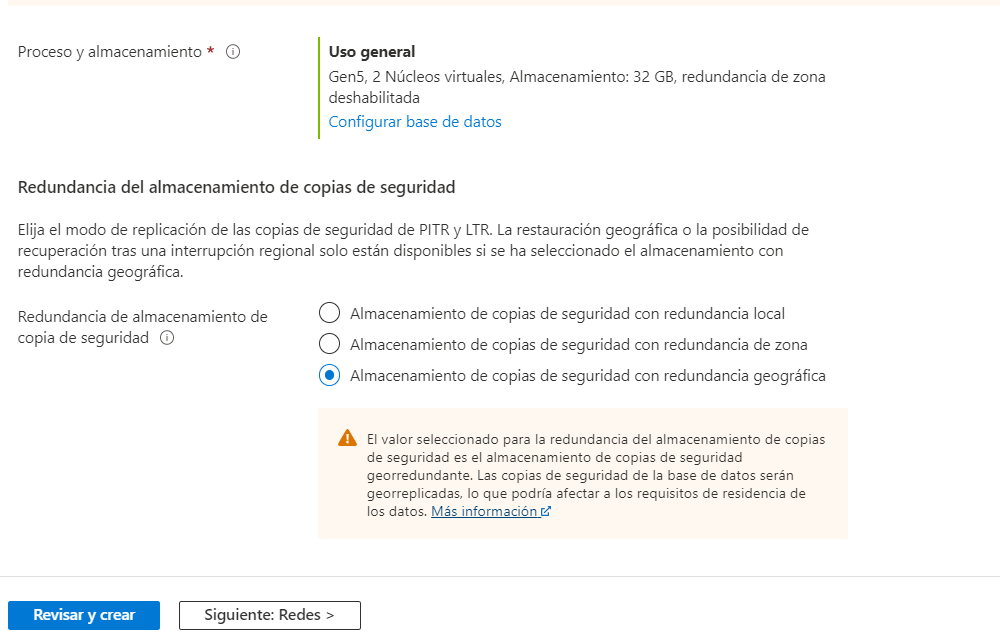 Proceso y almacenamiento *
Uso general
Gen5, 2 Núcleos virtuales, Almacenamiento: 32 GB, redundancia de zona
deshabilitada
Configurar base de datos
Redundancia del almacenamiento de copias de seguridad
Elija el modo de replicación de las copias de seguridad de PITR y LTR. La restauración geográfica o la posibilidad de
recuperación tras una interrupción regional solo están disponibles si se ha seleccionado el almacenamiento con
redundancia geográfica.
Redundancia de almacenamiento de
copia de seguridad
Almacenamiento de copias de seguridad con redundancia local
Almacenamiento de copias de seguridad con redundancia de zona
Almacenamiento de copias de seguridad con redundancia geográfica
El valor seleccionado para la redundancia del almacenamiento de copias
de seguridad es el almacenamiento de copias de seguridad
georredundante. Las copias de seguridad de la base de datos serán
georreplicadas, lo que podría afectar a los requisitos de residencia de
los datos. Más información
Revisar y crear
Siguiente: Redes >